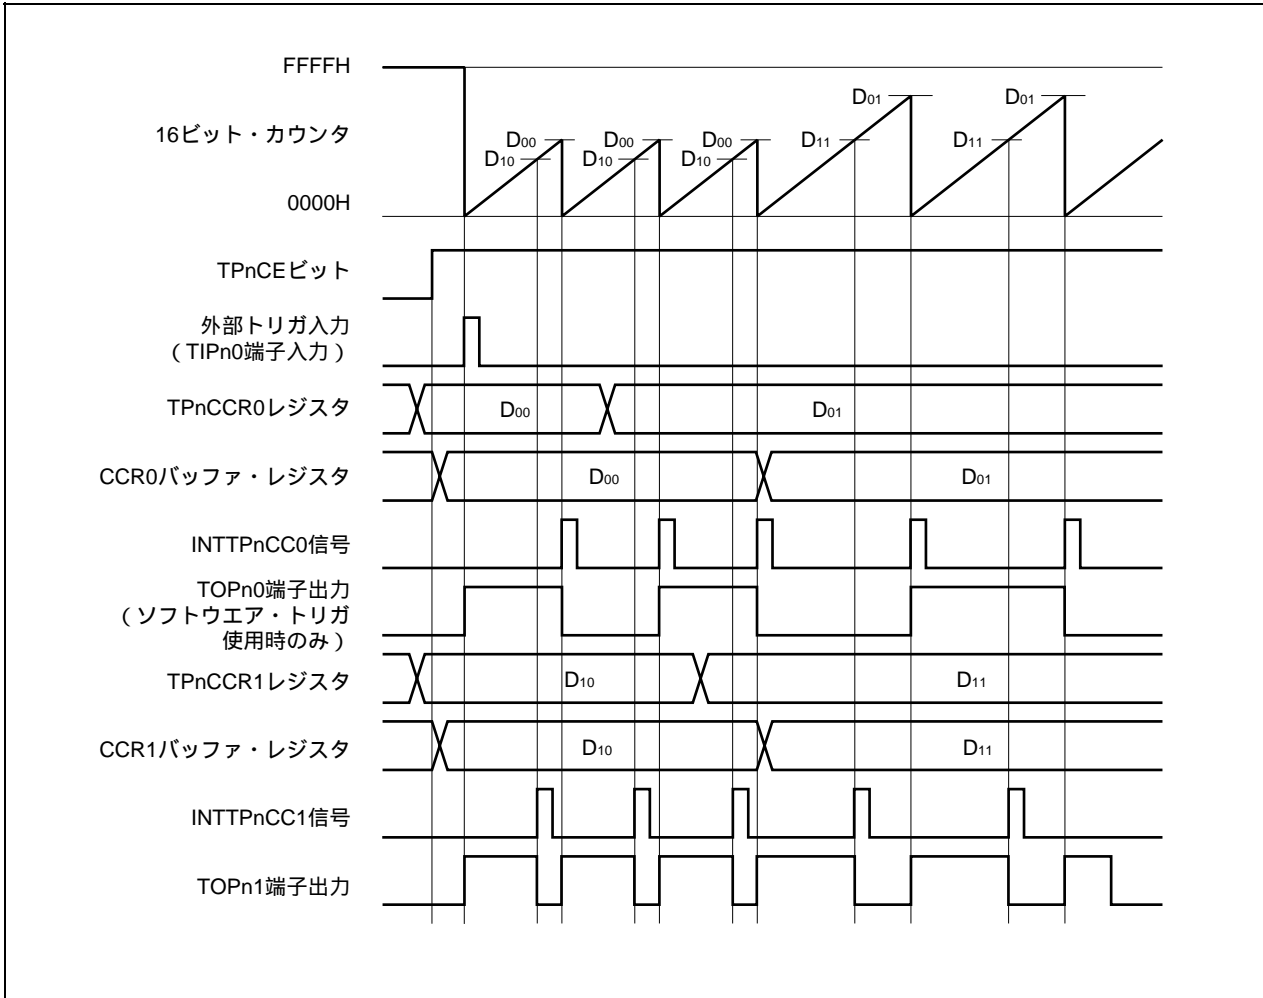 FFFFH
D01 D01
16ビット・カウンタ
D00 D00 D00 D11 D11
D10 D10 D10
0000H
TPnCEビット
外部トリガ入力
（TIPn0端子入力）
TPnCCR0レジスタ D00 D01
CCR0バッファ・レジスタ D00 D01
INTTPnCC0信号
TOPn0端子出力
（ソフトウエア・トリガ
使用時のみ）
TPnCCR1レジスタ D10 D11
CCR1バッファ・レジスタ D10 D11
INTTPnCC1信号
TOPn1端子出力